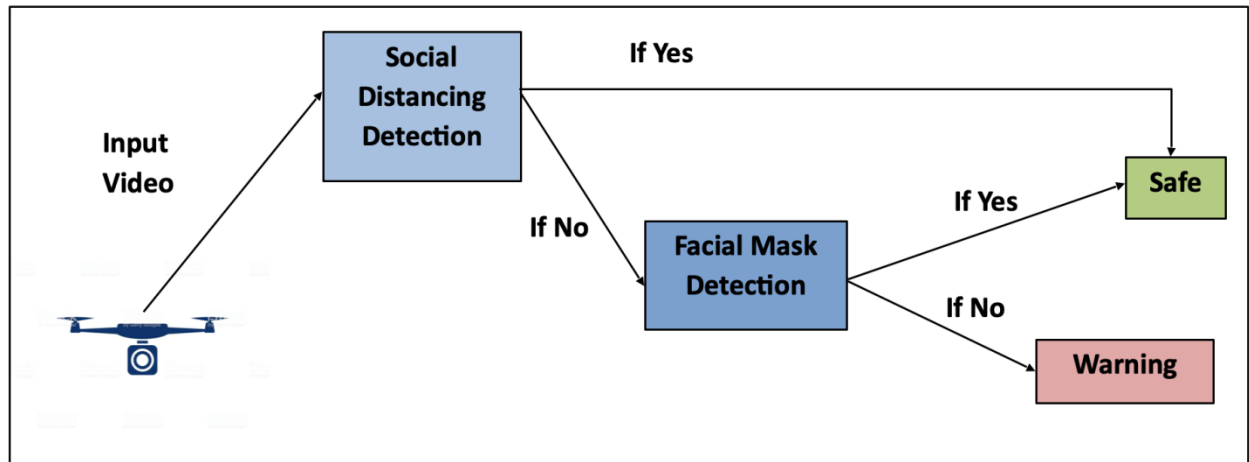 Social
Distancing
Detection
If Yes
Input
Video
Safe
If Yes
If No
Facial Mask
Detection
If No
Warning